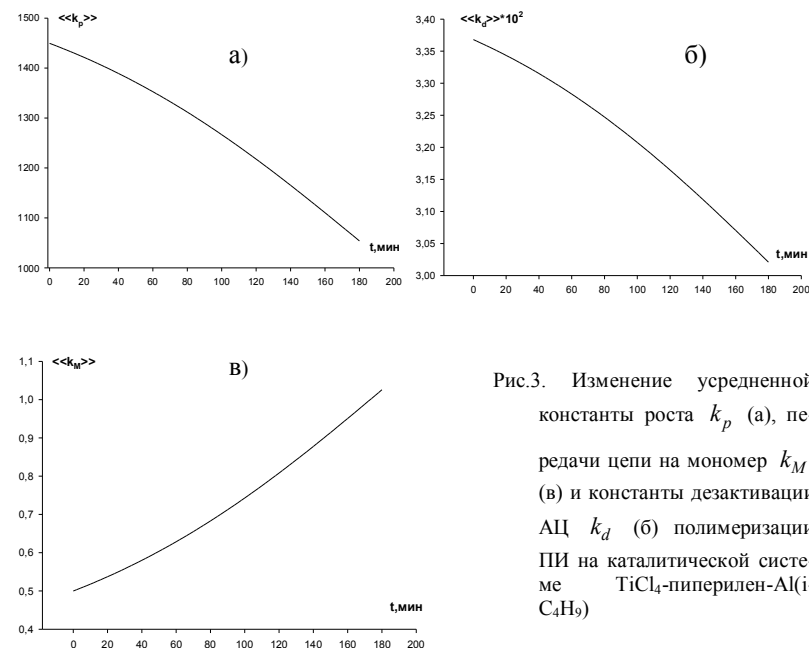 <<k_p>>
а)
1500
1400
1300
1200
1100
1000
0 20 40 60 80 100 120 140 160 180 200
t,мин
<<k_d>>*10^2
б)
3,40
3,35
3,30
3,25
3,20
3,15
3,10
3,05
3,00
0 20 40 60 80 100 120 140 160 180 200
t,мин
<<k_M>>
в)
1,1
1,0
0,9
0,8
0,7
0,6
0,5
0,4
0 20 40 60 80 100 120 140 160 180 200
t,мин
Рис.3. Изменение усредненной
константы роста k_p (а), пе
редачи цепи на мономер k_M
(в) и константы дезактивации
АЦ k_d (б) полимеризации
ПИ на каталитической систе
ме TiCl4-пиперилен-Al(i-
C4H9)